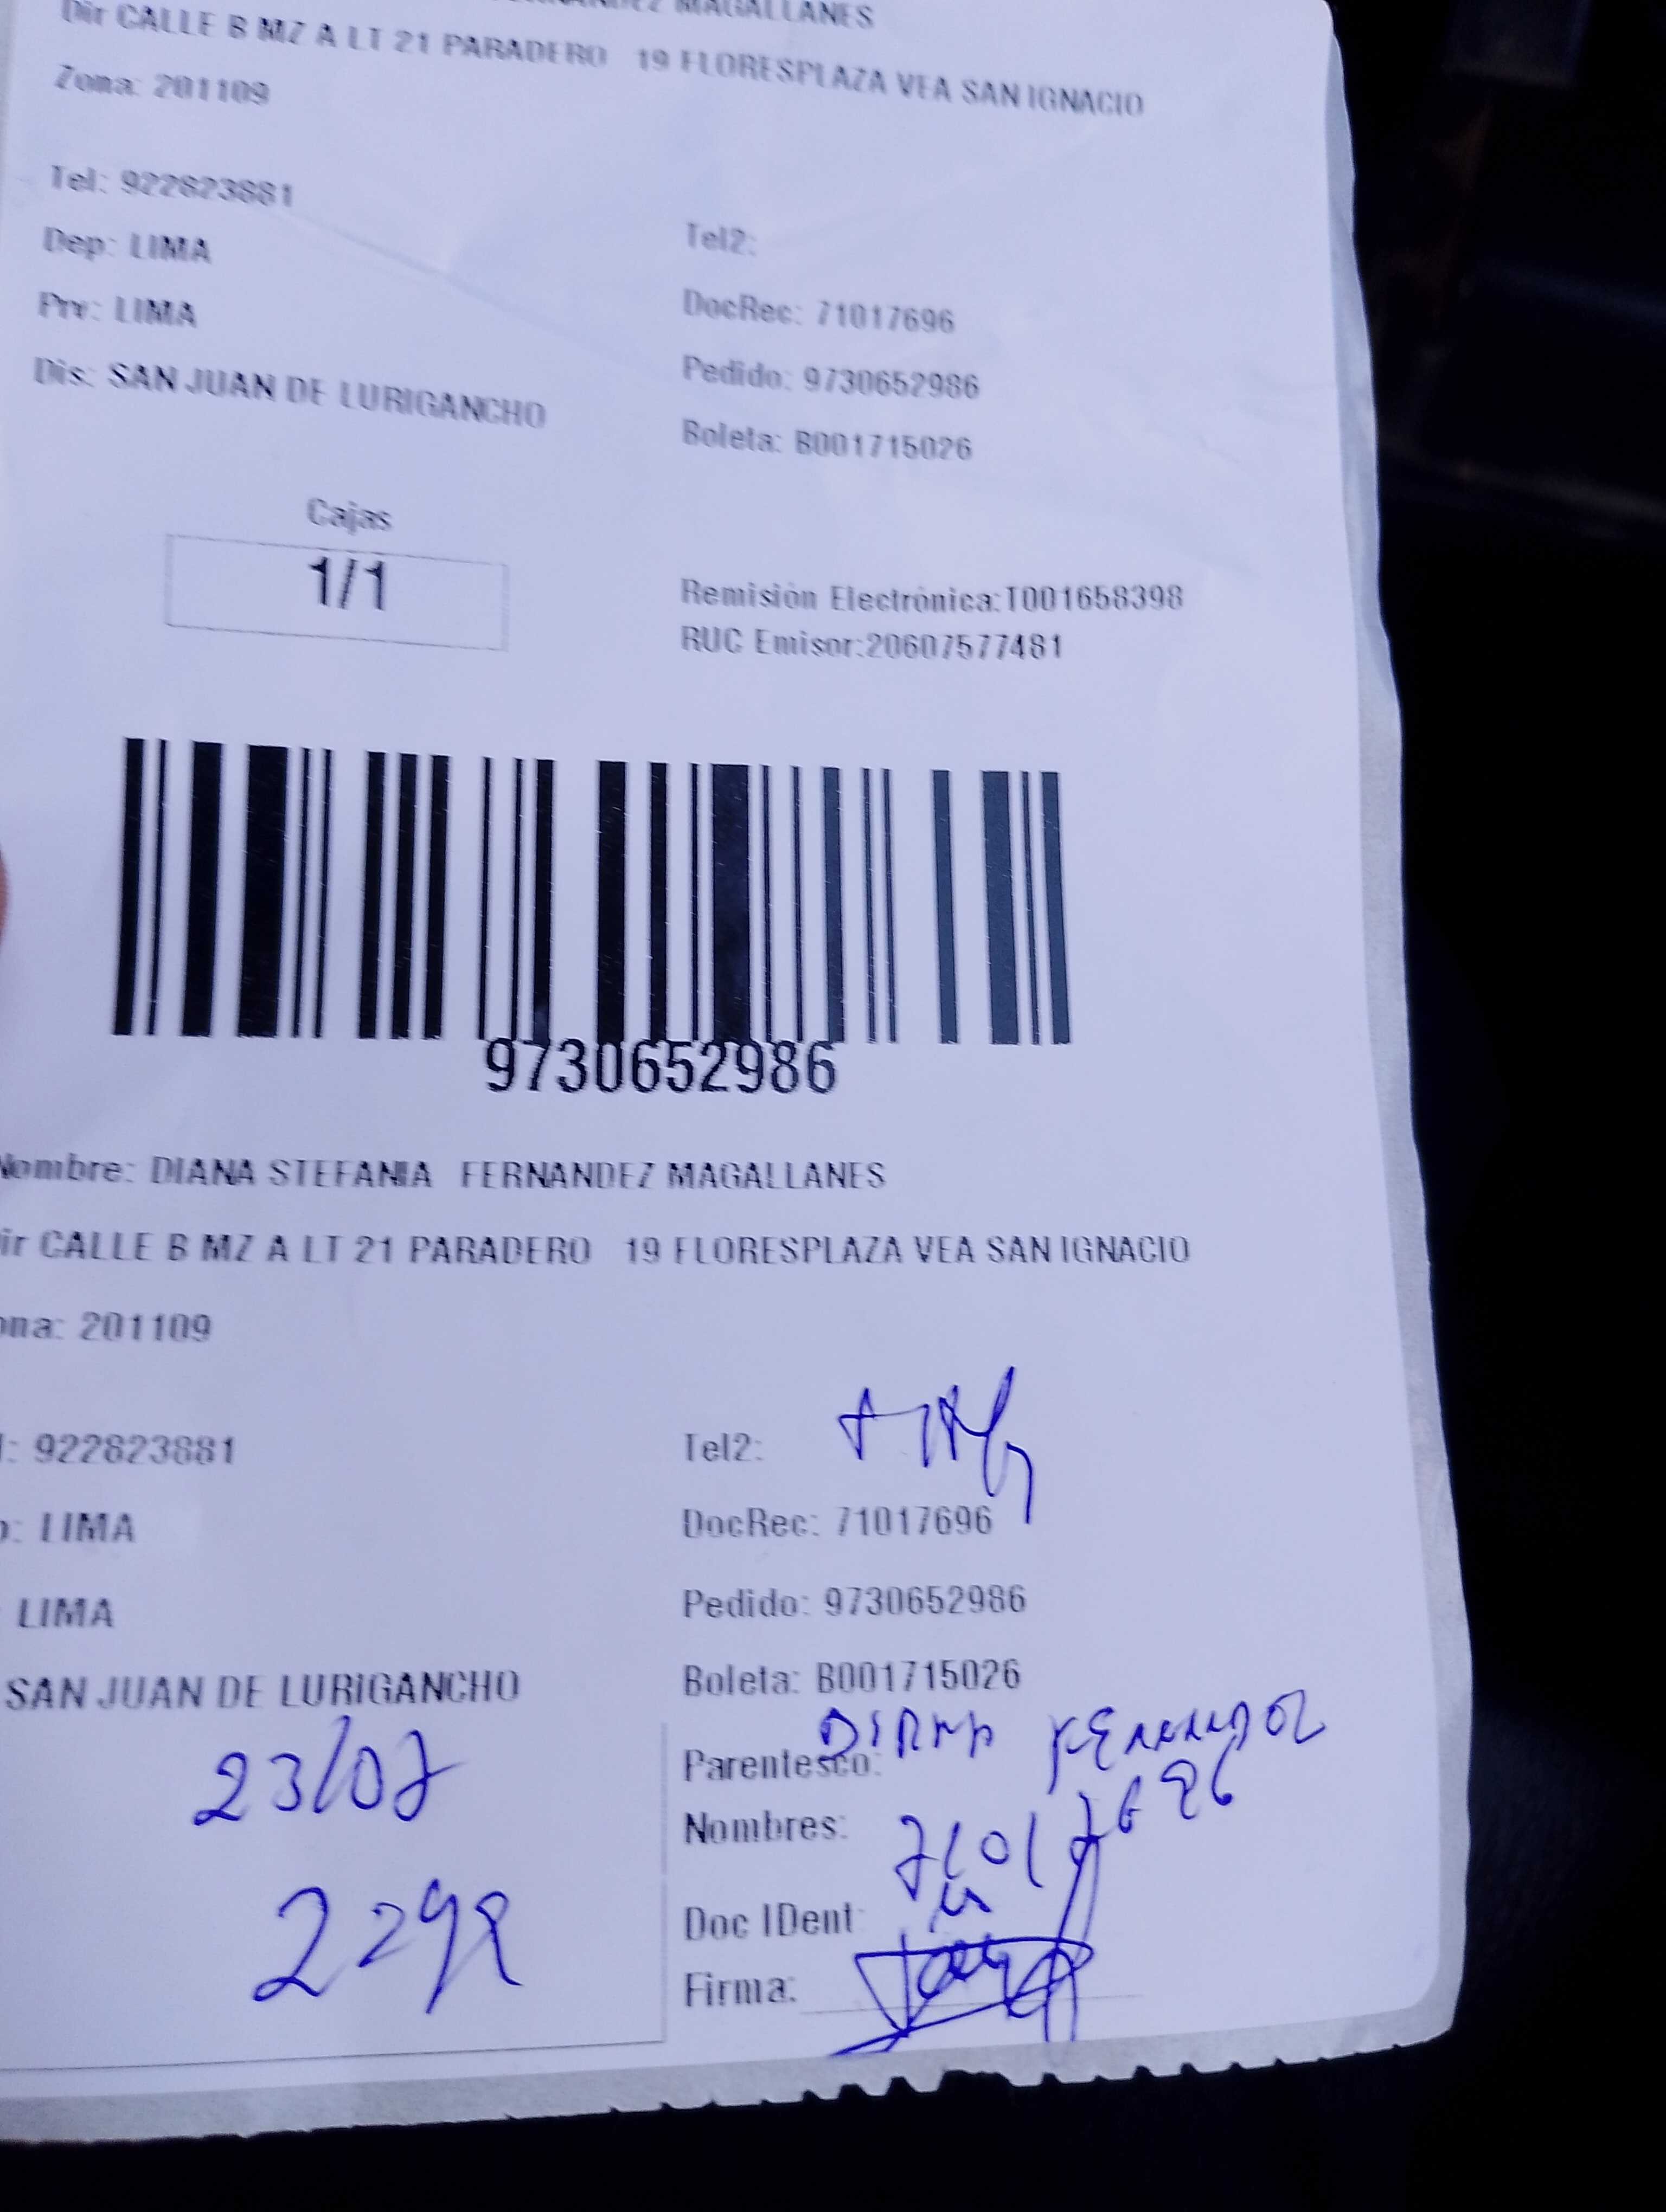 FERNANDEZ MAGALLANES
Dir CALLE B MZ A LT 21 PARADERO 19 FLORESPLAZA VEA SAN IGNACIO
Zona: 201109
Tel: 922823881
Tel2:
Dep: LIMA
DocRec: 71017696
Prv: LIMA
Pedido: 9730652986
Dis: SAN JUAN DE LURIGANCHO
Boleta: B001715026
Cajas
1/1
Remisión Electrónica:T001658398
RUC Emisor:20607577481
9730652986
Nombre: DIANA STEFANIA FERNANDEZ MAGALLANES
ir CALLE B MZ A LT 21 PARADERO 19 FLORESPLAZA VEA SAN IGNACIO
ona: 201109
l: 922823881
Tel2:
p: LIMA
DocRec: 71017696
LIMA
Pedido: 9730652986
SAN JUAN DE LURIGANCHO
Boleta: B001715026
23/07
Parentesco:
Nombres: 71017696
Doc IDent
Firma: